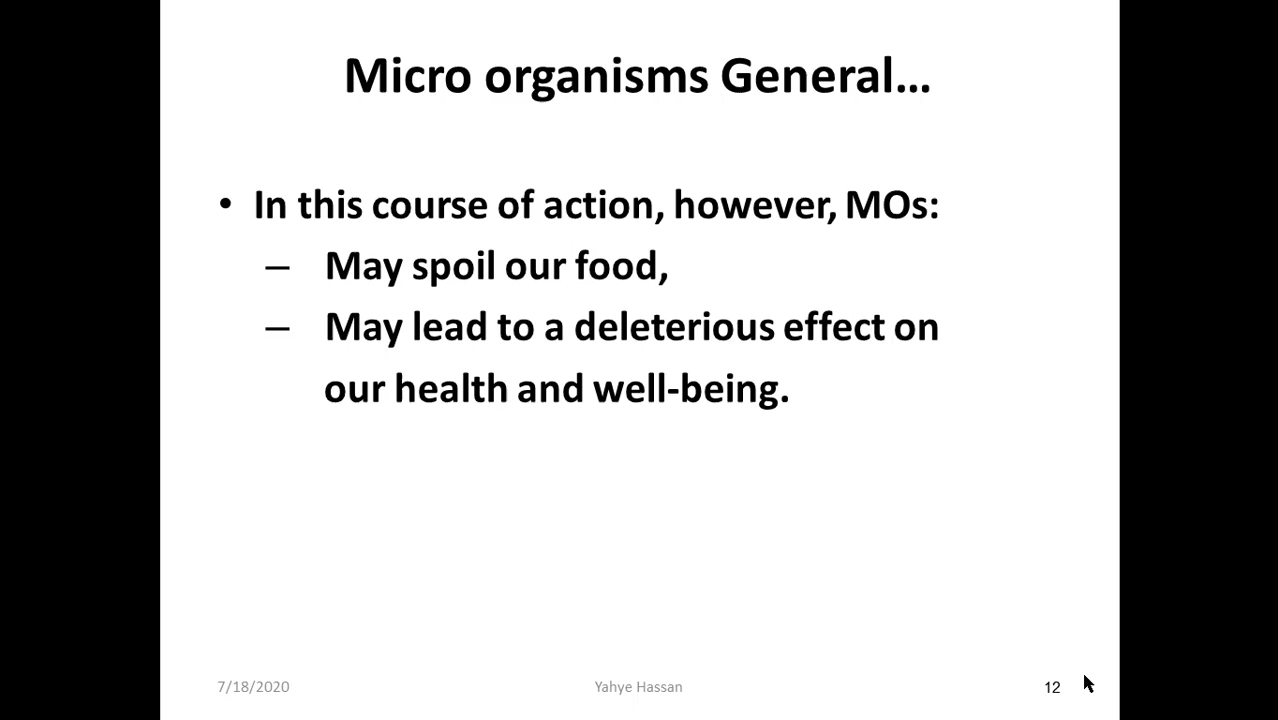 Micro organisms General…
• In this course of action, however, MOs:
– May spoil our food,
– May lead to a deleterious effect on
our health and well-being.
7/18/2020 Yahye Hassan 12